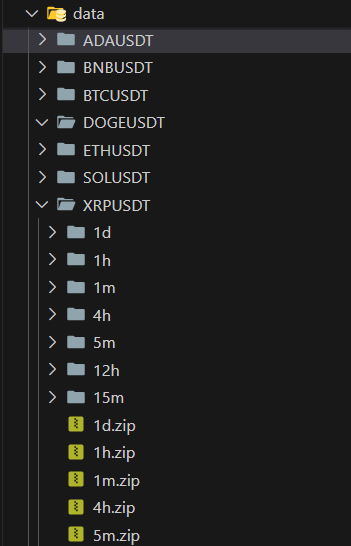 data
ADAUSDT
BNBUSDT
BTCUSDT
DOGEUSDT
ETHUSDT
SOLUSDT
XRPUSDT
1d
1h
1m
4h
5m
12h
15m
1d.zip
1h.zip
1m.zip
4h.zip
5m.zip